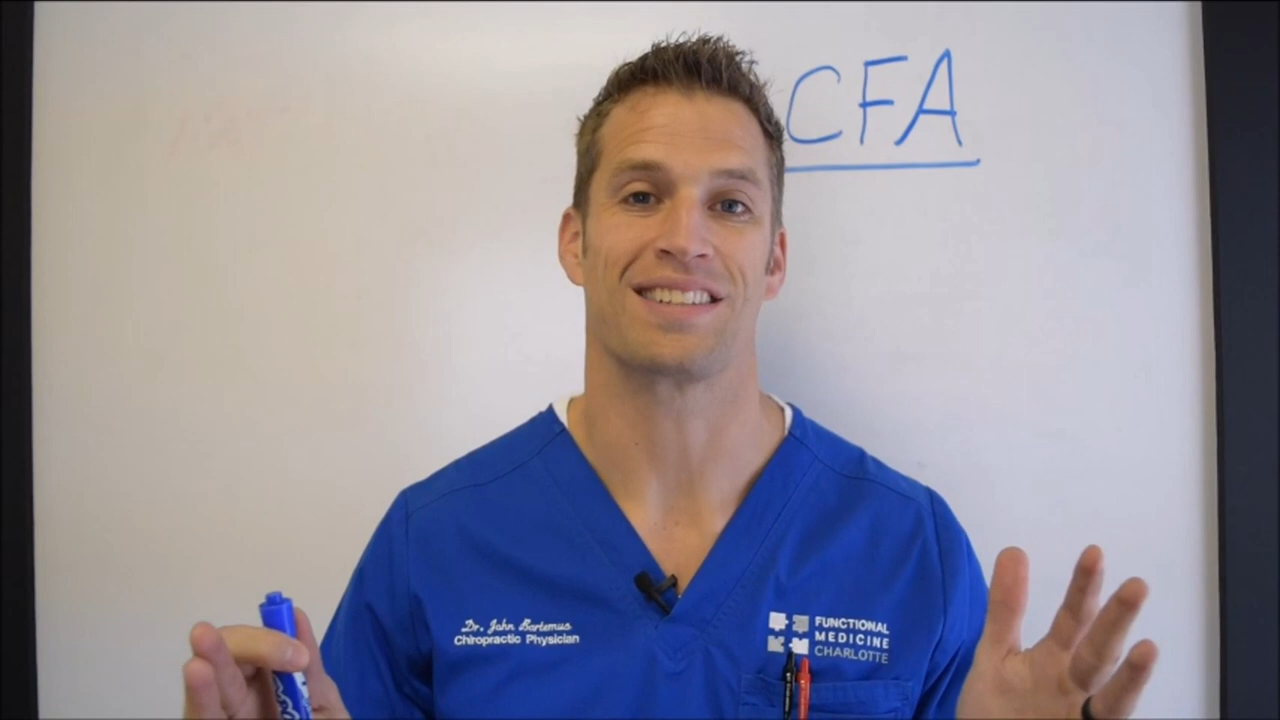 CFA
Dr. John Bartemus
Chiropractic Physician
FUNCTIONAL
MEDICINE
CHARLOTTE